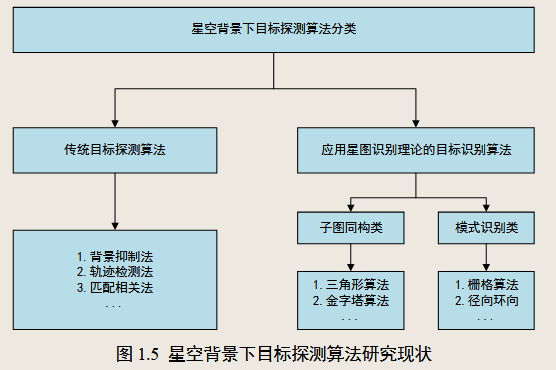 星空背景下目标探测算法分类
传统目标探测算法
应用星图识别理论的目标识别算法
子图同构类
模式识别类
1. 背景抑制法
2. 轨迹检测法
3. 匹配相关法
...
1. 三角形算法
2. 金字塔算法
...
1. 栅格算法
2. 径向环向
...
图 1.5 星空背景下目标探测算法研究现状